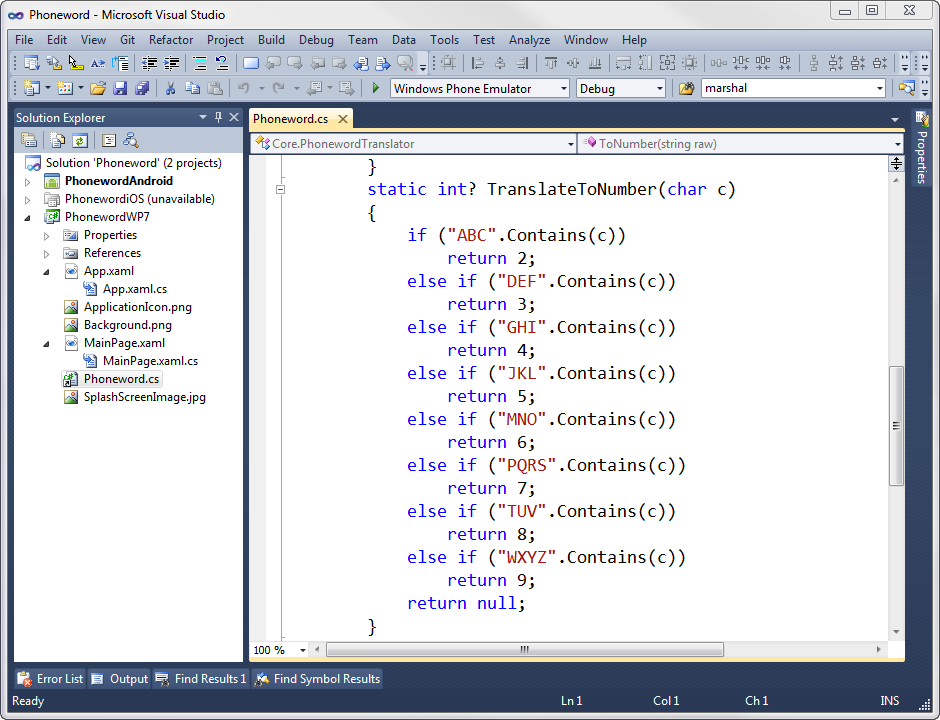 Phoneword - Microsoft Visual Studio
File Edit View Git Refactor Project Build Debug Team Data Tools Test Analyze Window Help
Windows Phone Emulator Debug marshal
Solution Explorer
Solution 'Phoneword' (2 projects)
PhonewordAndroid
PhonewordiOS (unavailable)
PhonewordWP7
Properties
References
App.xaml
App.xaml.cs
ApplicationIcon.png
Background.png
MainPage.xaml
MainPage.xaml.cs
Phoneword.cs
SplashScreenImage.jpg
Phoneword.cs
Core.PhonewordTranslator ToNumber(string raw)
}
static int? TranslateToNumber(char c)
{
if ("ABC".Contains(c))
return 2;
else if ("DEF".Contains(c))
return 3;
else if ("GHI".Contains(c))
return 4;
else if ("JKL".Contains(c))
return 5;
else if ("MNO".Contains(c))
return 6;
else if ("PQRS".Contains(c))
return 7;
else if ("TUV".Contains(c))
return 8;
else if ("WXYZ".Contains(c))
return 9;
return null;
}
100 %
Properties
Error List Output Find Results 1 Find Symbol Results
Ready Ln 1 Col 1 Ch 1 INS